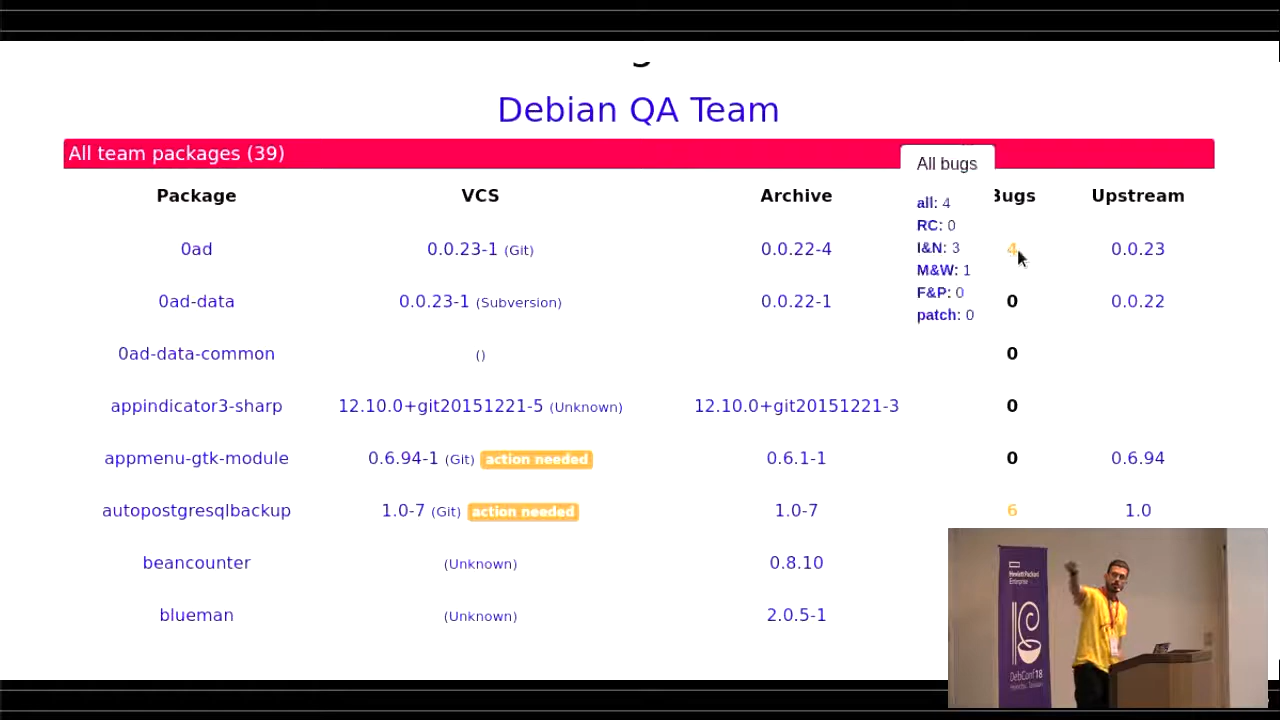 Debian QA Team
All team packages (39)
All bugs
Package VCS Archive Bugs Upstream
all: 4
RC: 0
0ad 0.0.23-1 (Git) 0.0.22-4 I&N: 3 4 0.0.23
M&W: 1
F&P: 0
0ad-data 0.0.23-1 (Subversion) 0.0.22-1 0 0.0.22
patch: 0
0ad-data-common () 0
appindicator3-sharp 12.10.0+git20151221-5 (Unknown) 12.10.0+git20151221-3 0
appmenu-gtk-module 0.6.94-1 (Git) action needed 0.6.1-1 0 0.6.94
autopostgresqlbackup 1.0-7 (Git) action needed 1.0-7 6 1.0
beancounter (Unknown) 0.8.10
blueman (Unknown) 2.0.5-1
Hewlett Packard
Enterprise
DebConf18
Hsinchu, Taiwan